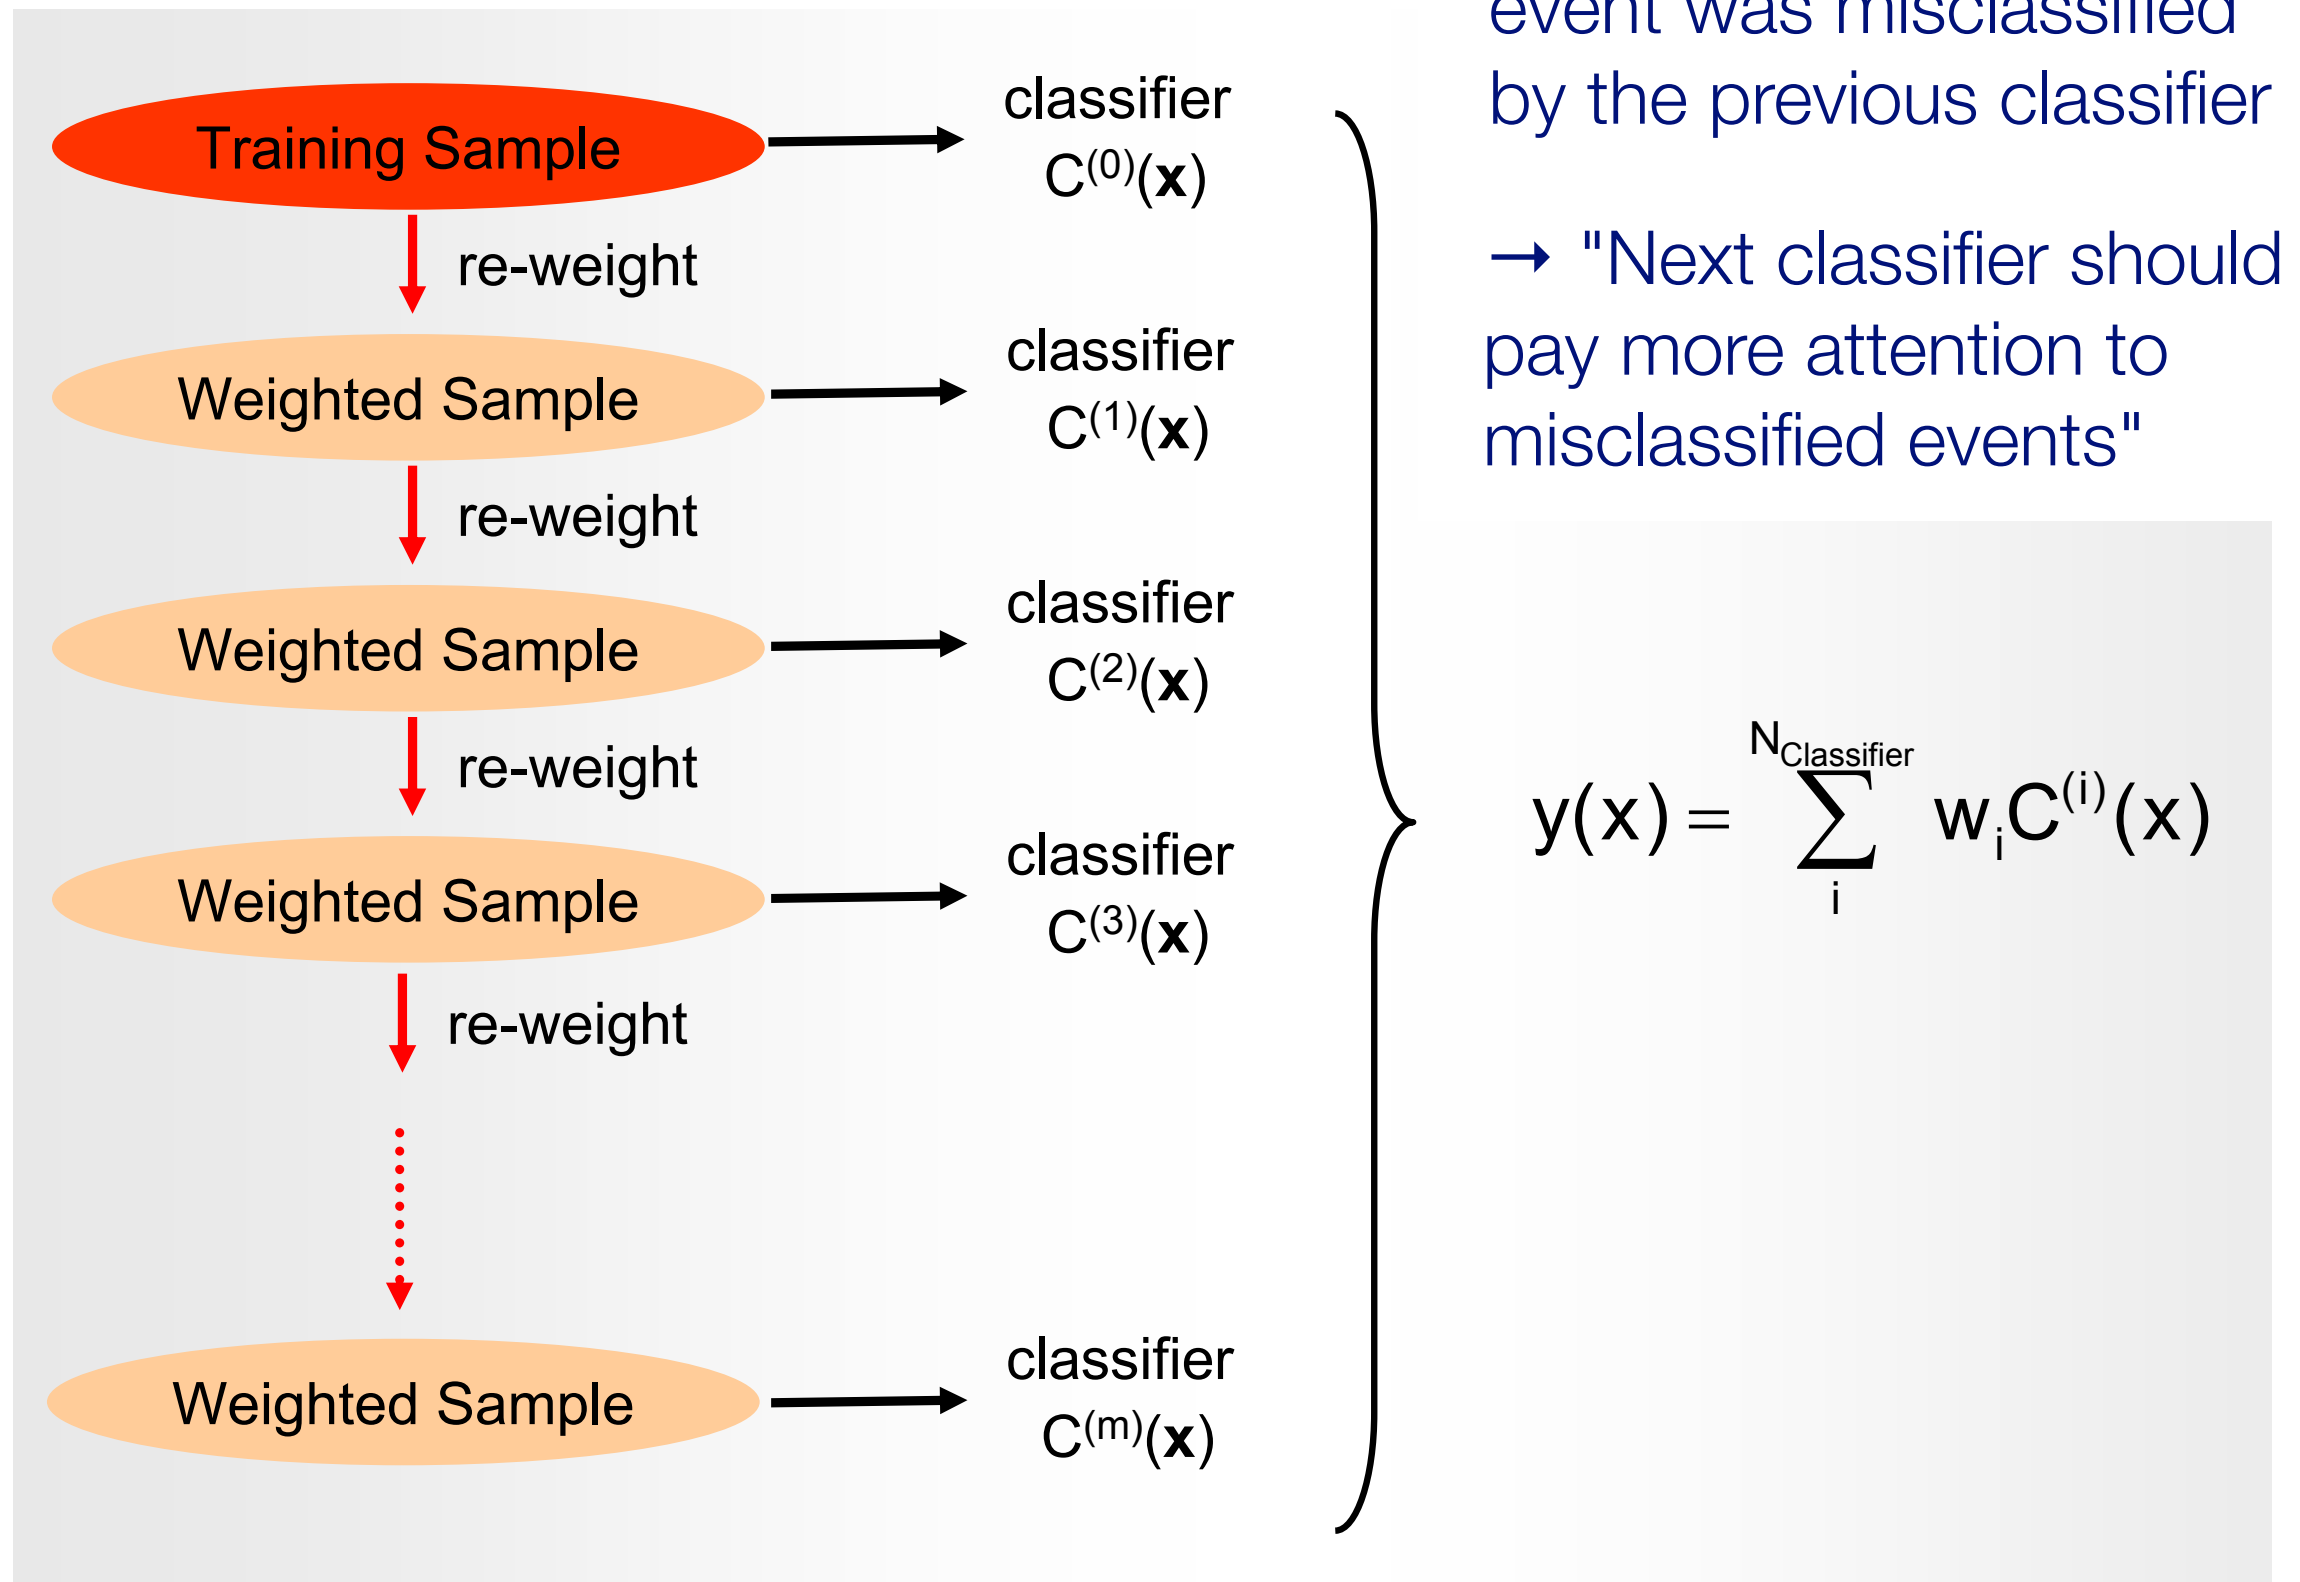 event was misclassified
by the previous classifier
→ "Next classifier should
pay more attention to
misclassified events"
Training Sample
classifier
C^(0)(x)
re-weight
Weighted Sample
classifier
C^(1)(x)
re-weight
Weighted Sample
classifier
C^(2)(x)
re-weight
Weighted Sample
classifier
C^(3)(x)
re-weight
Weighted Sample
classifier
C^(m)(x)
y(x) = ∑_i^{N_Classifier} w_i C^(i)(x)